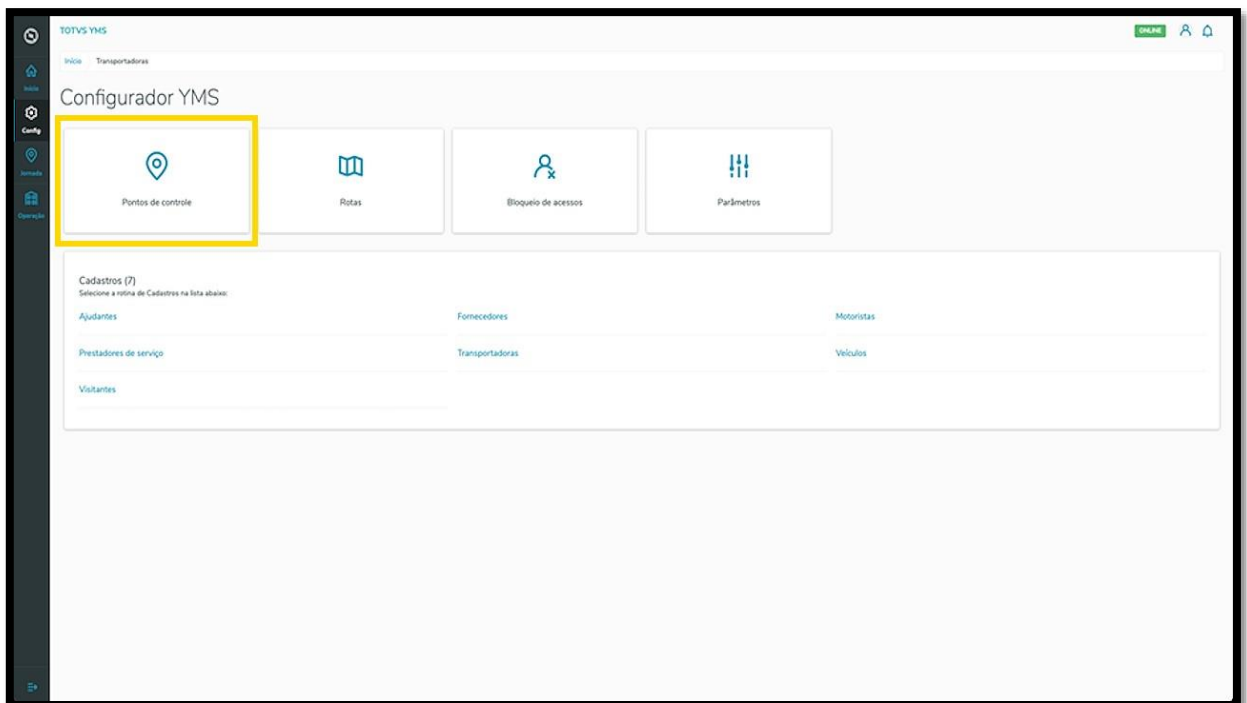 TOTVS YMS
ONLINE
Início Transportadoras
Início
Config
Jornada
Operação
Configurador YMS
Pontos de controle
Rotas
Bloqueio de acessos
Parâmetros
Cadastros (7)
Selecione a rotina de Cadastros na lista abaixo:
Ajudantes
Fornecedores
Motoristas
Prestadores de serviço
Transportadoras
Veículos
Visitantes